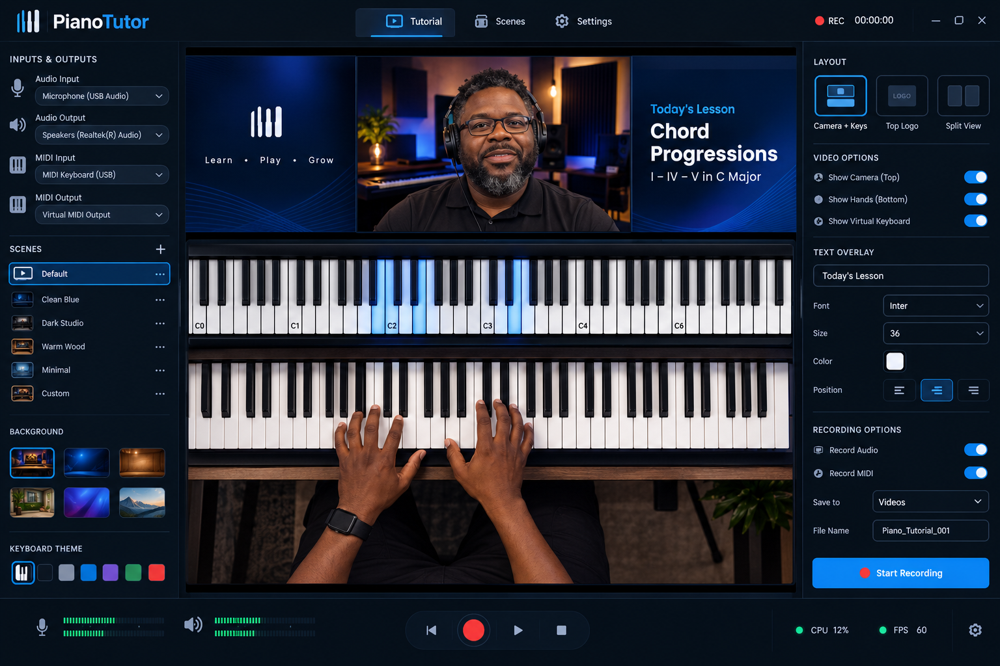 PianoTutor
Tutorial
Scenes
Settings
REC 00:00:00
INPUTS & OUTPUTS
Audio Input
Microphone (USB Audio)
Audio Output
Speakers (Realtek(R) Audio)
MIDI Input
MIDI Keyboard (USB)
MIDI Output
Virtual MIDI Output
SCENES
Default
Clean Blue
Dark Studio
Warm Wood
Minimal
Custom
BACKGROUND
KEYBOARD THEME
Learn • Play • Grow
Today's Lesson
Chord
Progressions
I – IV – V in C Major
C0 C1 C2 C3 C4 C6
LAYOUT
LOGO
Camera + Keys
Top Logo
Split View
VIDEO OPTIONS
Show Camera (Top)
Show Hands (Bottom)
Show Virtual Keyboard
TEXT OVERLAY
Today's Lesson
Font Inter
Size 36
Color
Position
RECORDING OPTIONS
Record Audio
Record MIDI
Save to Videos
File Name Piano_Tutorial_001
Start Recording
CPU 12%
FPS 60